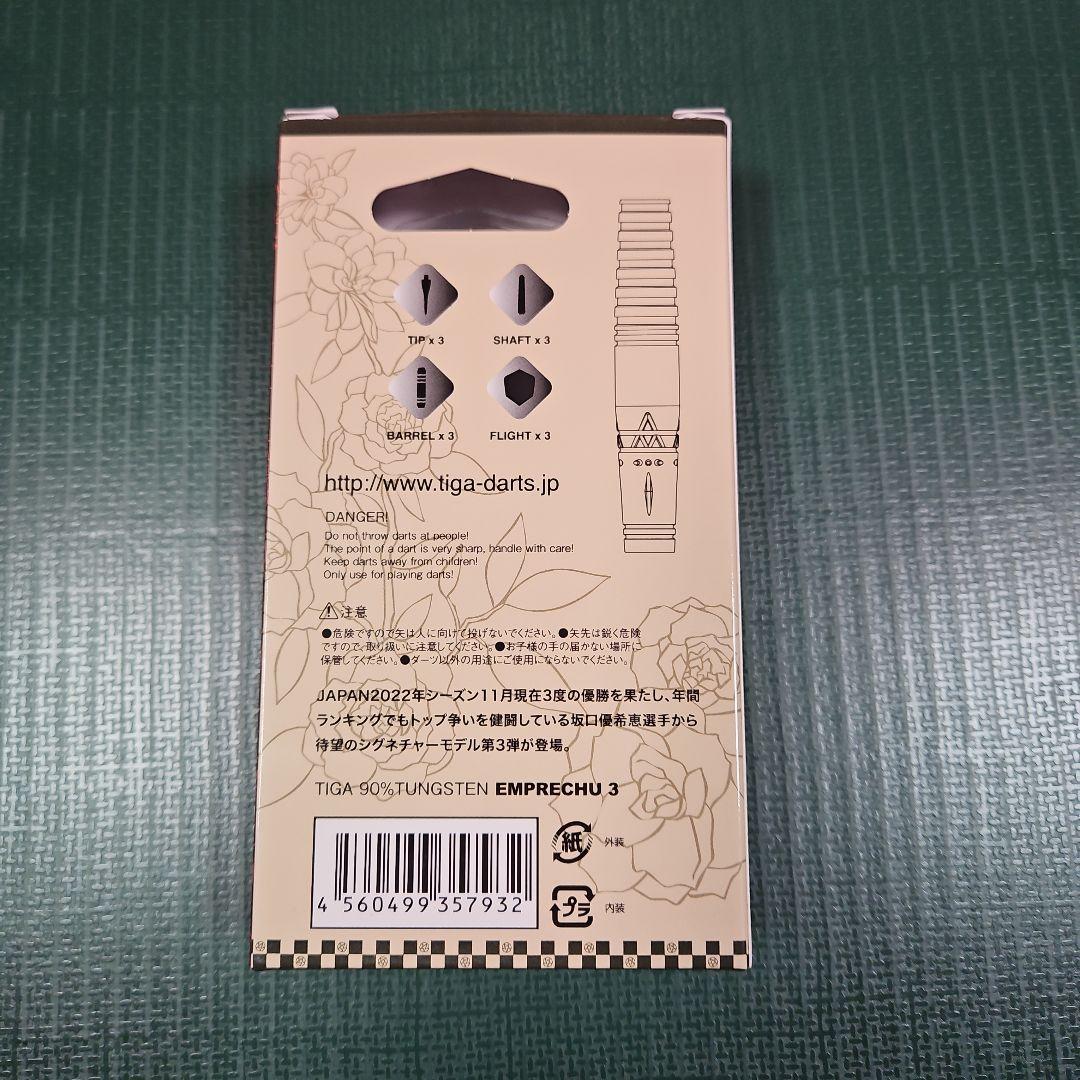 TIP x 3
SHAFT x 3
BARREL x 3
FLIGHT x 3
http://www.tiga-darts.jp
DANGER!
Do not throw darts at people!
The point of a dart is very sharp, handle with care!
Keep darts away from children!
Only use for playing darts!
注意
●危険ですので矢は人に向けて投げないでください。●矢先は鋭く危険
ですので、取り扱いに注意してください。●お子様の手の届かない場所に
保管してください。●ダーツ以外の用途にご使用にならないでください。
JAPAN2022年シーズン11月現在3度の優勝を果たし、年間
ランキングでもトップ争いを健闘している坂口優希恵選手から
待望のシグネチャーモデル第3弾が登場。
TIGA 90%TUNGSTEN EMPRECHU 3
紙 外装
4 560499 357932
プラ 内装